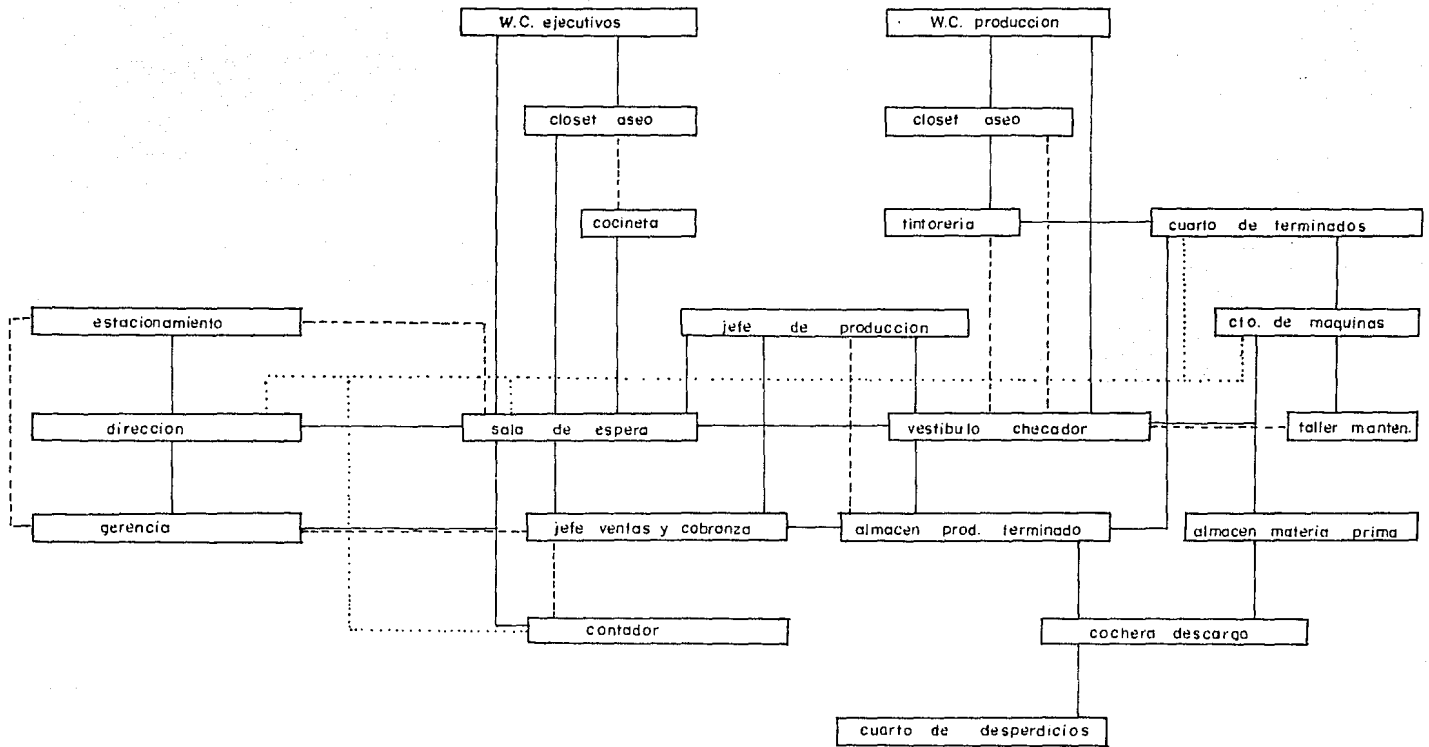 W.C. ejecutivos
W.C. produccion
closet aseo
closet aseo
cocineta
tintoreria
cuarto de terminados
estacionamiento
jefe de produccion
cto. de maquinas
direccion
sala de espera
vestibulo checador
taller manten.
gerencia
jefe ventas y cobranza
almacen prod. terminado
almacen materia prima
contador
cochera descarga
cuarto de desperdicios